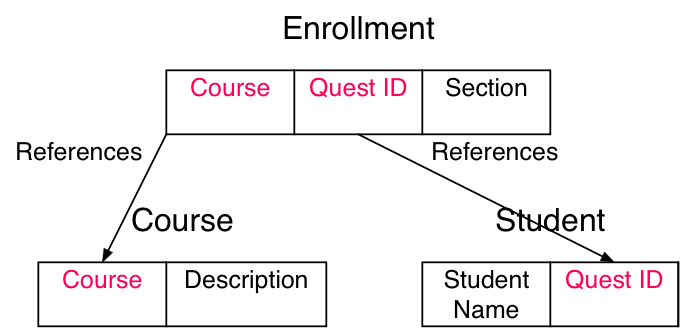 Enrollment
Course Quest ID Section
References References
Course Student
Course Description Student Name Quest ID